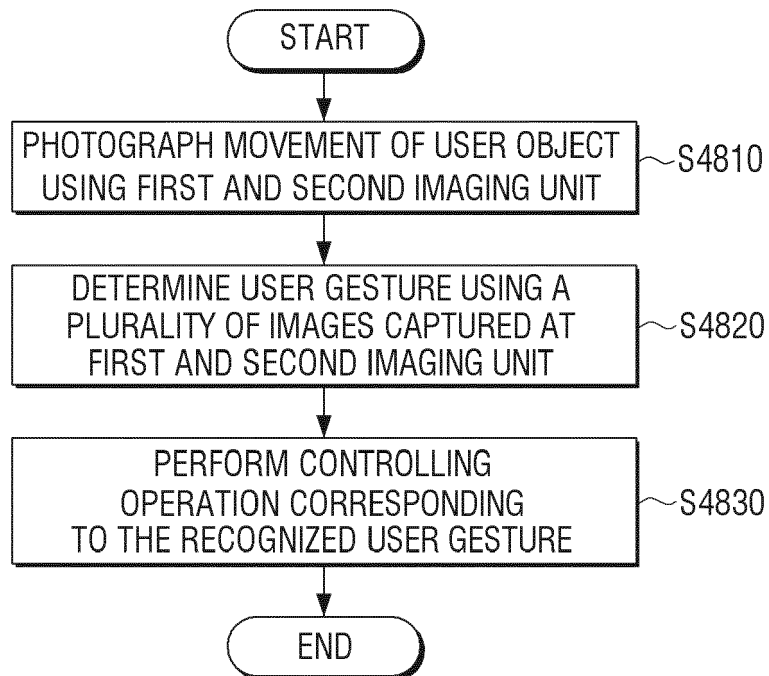 START
PHOTOGRAPH MOVEMENT OF USER OBJECT
USING FIRST AND SECOND IMAGING UNIT
S4810
DETERMINE USER GESTURE USING A
PLURALITY OF IMAGES CAPTURED AT
FIRST AND SECOND IMAGING UNIT
S4820
PERFORM CONTROLLING
OPERATION CORRESPONDING
TO THE RECOGNIZED USER GESTURE
S4830
END